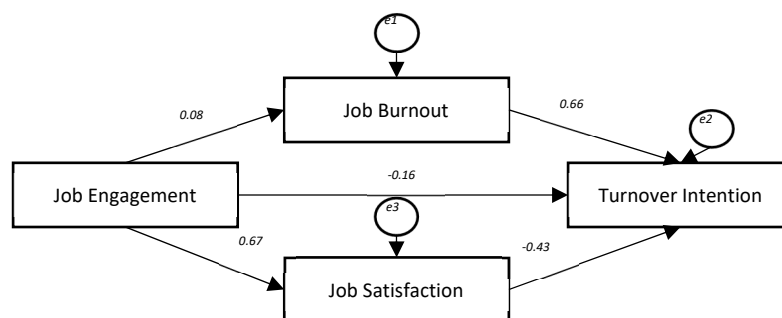 e1
Job Burnout
0.08
0.66
e2
Job Engagement
-0.16
Turnover Intention
e3
0.67
-0.43
Job Satisfaction